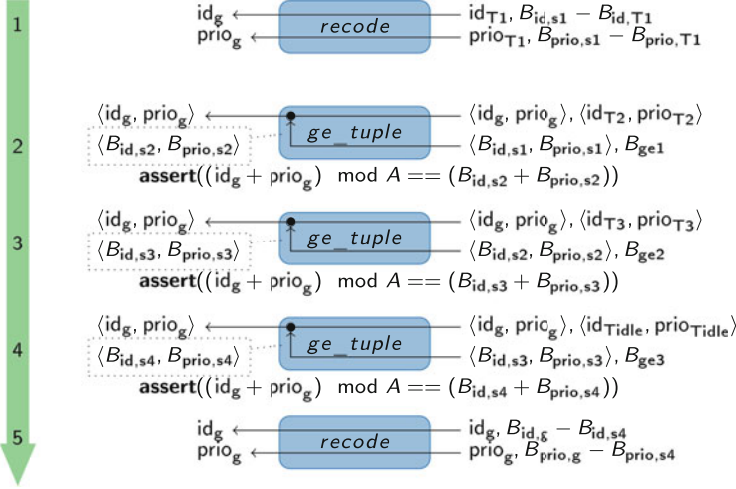 1 id_g recode id_T1, B_id,s1 − B_id,T1
prio_g prio_T1, B_prio,s1 − B_prio,T1
⟨id_g, prio_g⟩ ⟨id_g, prio_g⟩, ⟨id_T2, prio_T2⟩
2 ⟨B_id,s2, B_prio,s2⟩ ge_tuple ⟨B_id,s1, B_prio,s1⟩, B_ge1
assert((id_g + prio_g) mod A == (B_id,s2 + B_prio,s2))
⟨id_g, prio_g⟩ ⟨id_g, prio_g⟩, ⟨id_T3, prio_T3⟩
3 ⟨B_id,s3, B_prio,s3⟩ ge_tuple ⟨B_id,s2, B_prio,s2⟩, B_ge2
assert((id_g + prio_g) mod A == (B_id,s3 + B_prio,s3))
⟨id_g, prio_g⟩ ⟨id_g, prio_g⟩, ⟨id_Tidle, prio_Tidle⟩
4 ⟨B_id,s4, B_prio,s4⟩ ge_tuple ⟨B_id,s3, B_prio,s3⟩, B_ge3
assert((id_g + prio_g) mod A == (B_id,s4 + B_prio,s4))
5 id_g recode id_g, B_id,g − B_id,s4
prio_g prio_g, B_prio,g − B_prio,s4